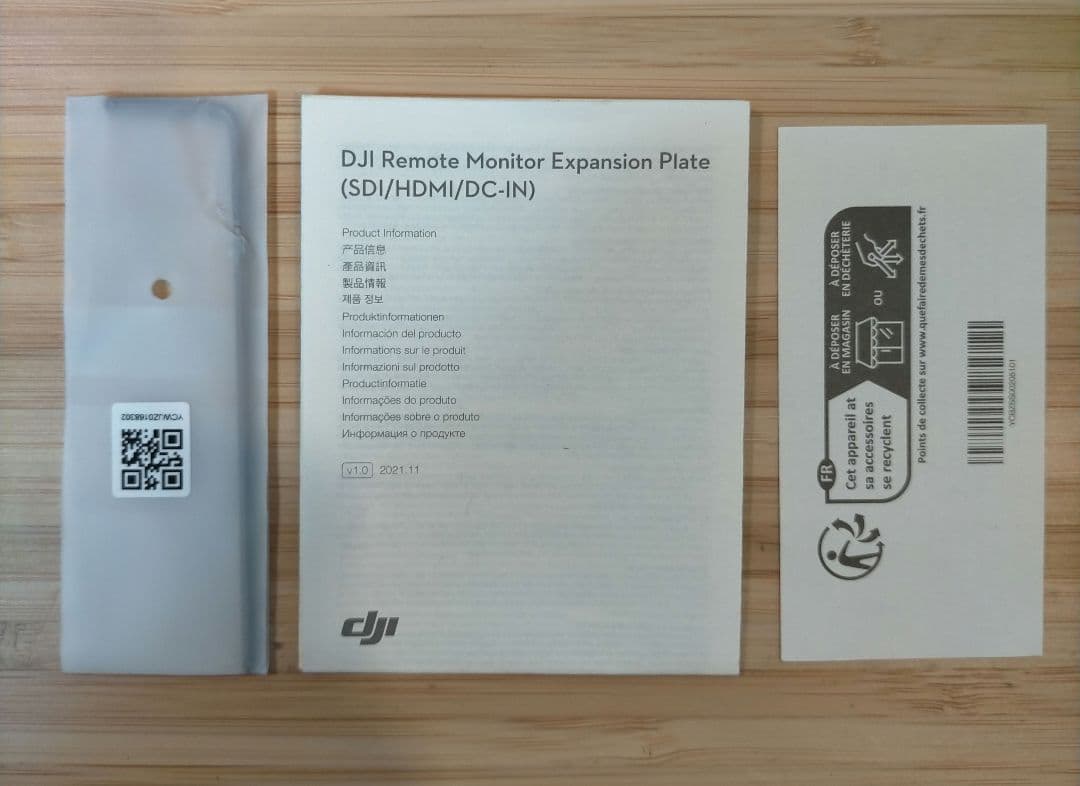 YCWJZ0168302
DJI Remote Monitor Expansion Plate
(SDI/HDMI/DC-IN)
Product Information
产品信息
產品資訊
製品情報
제품 정보
Produktinformationen
Información del producto
Informations sur le produit
Informazioni sul prodotto
Productinformatie
Informações do produto
Informações sobre o produto
Информация о продукте
v1.0 2021.11
dji
FR
Cet appareil et
sa accessoires
se recyclent
À DÉPOSER
EN MAGASIN
OU
À DÉPOSER
EN DÉCHÈTERIE
Points de collecte sur www.quefairedemesdechets.fr